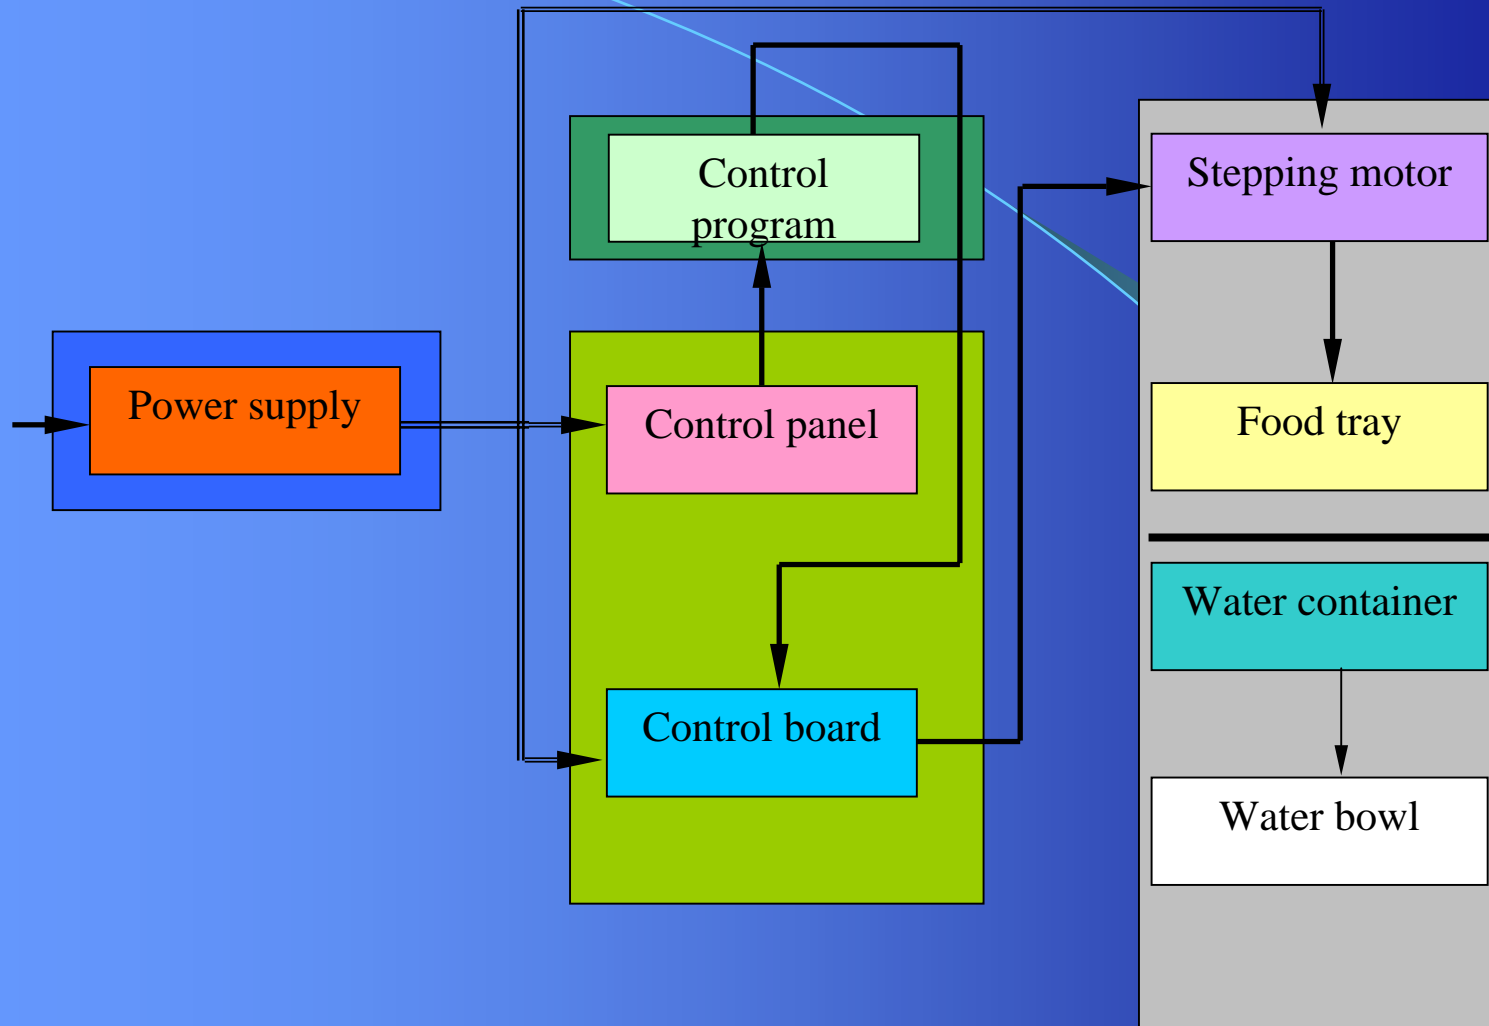 Control
program
Stepping motor
Power supply
Control panel
Food tray
Water container
Control board
Water bowl